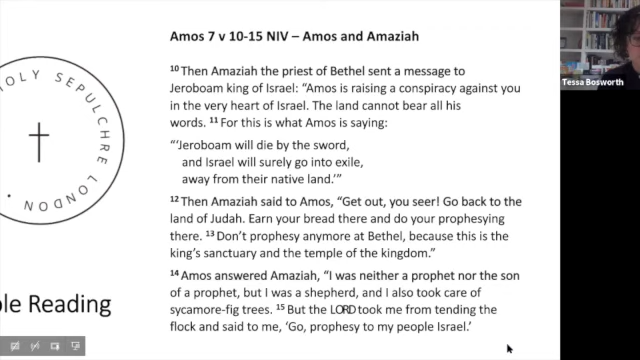 HOLY SEPULCHRE LONDON
Amos 7 v 10-15 NIV – Amos and Amaziah
10 Then Amaziah the priest of Bethel sent a message to
Jeroboam king of Israel: “Amos is raising a conspiracy against you
in the very heart of Israel. The land cannot bear all his
words. 11 For this is what Amos is saying:
“‘Jeroboam will die by the sword,
and Israel will surely go into exile,
away from their native land.’”
12 Then Amaziah said to Amos, “Get out, you seer! Go back to the
land of Judah. Earn your bread there and do your prophesying
there. 13 Don’t prophesy anymore at Bethel, because this is the
king’s sanctuary and the temple of the kingdom.”
14 Amos answered Amaziah, “I was neither a prophet nor the son
of a prophet, but I was a shepherd, and I also took care of
sycamore-fig trees. 15 But the LORD took me from tending the
flock and said to me, ‘Go, prophesy to my people Israel.’
ble Reading
Tessa Bosworth